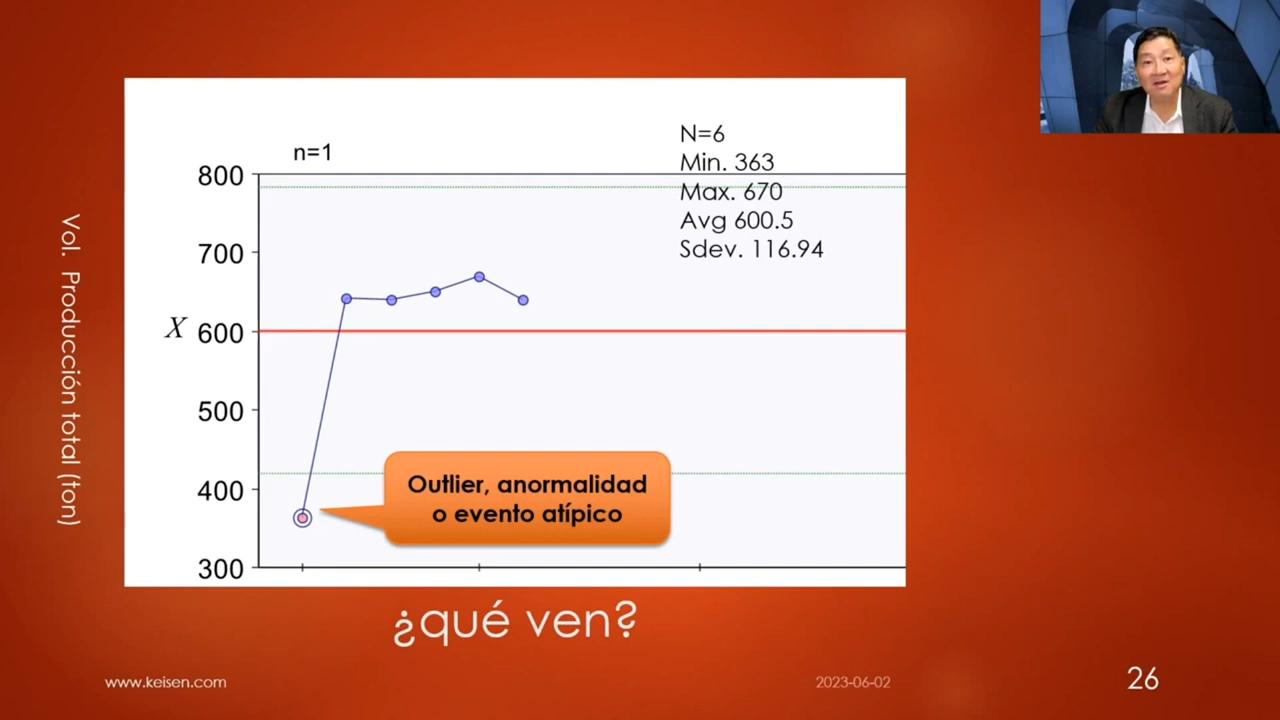 n=1
N=6
Min. 363
Max. 670
Avg 600.5
Sdev. 116.94
800
700
X 600
500
400
300
Vol. Producción total (ton)
Outlier, anormalidad
o evento atípico
¿qué ven?
www.keisen.com
2023-06-02
26